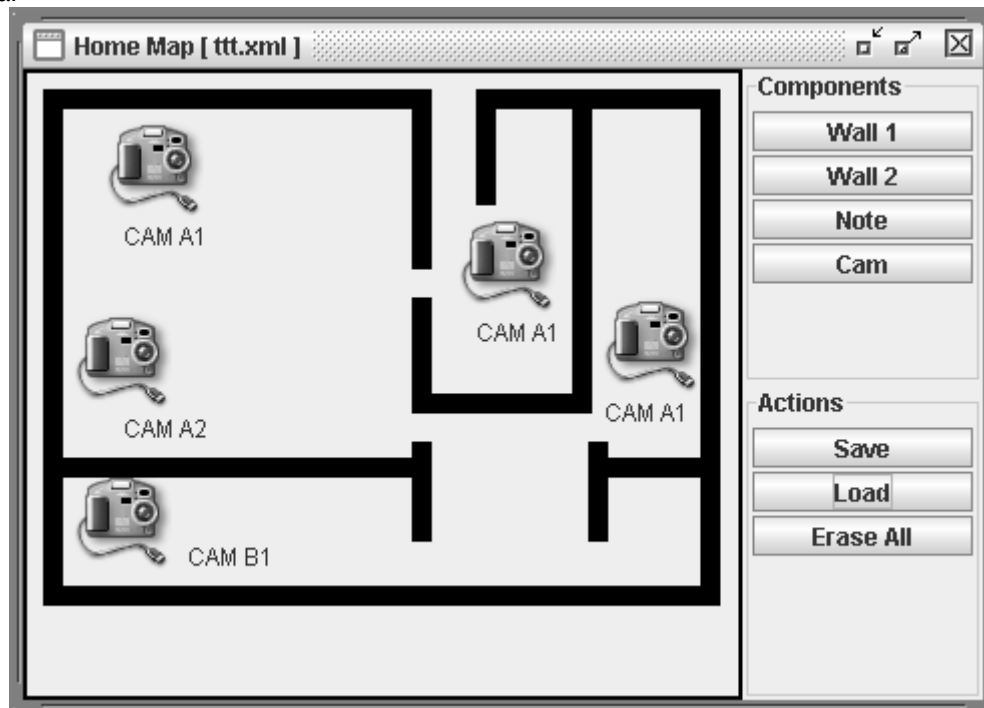 Home Map [ ttt.xml ]
CAM A1
CAM A1
CAM A1
CAM A2
CAM B1
Components
Wall 1
Wall 2
Note
Cam
Actions
Save
Load
Erase All